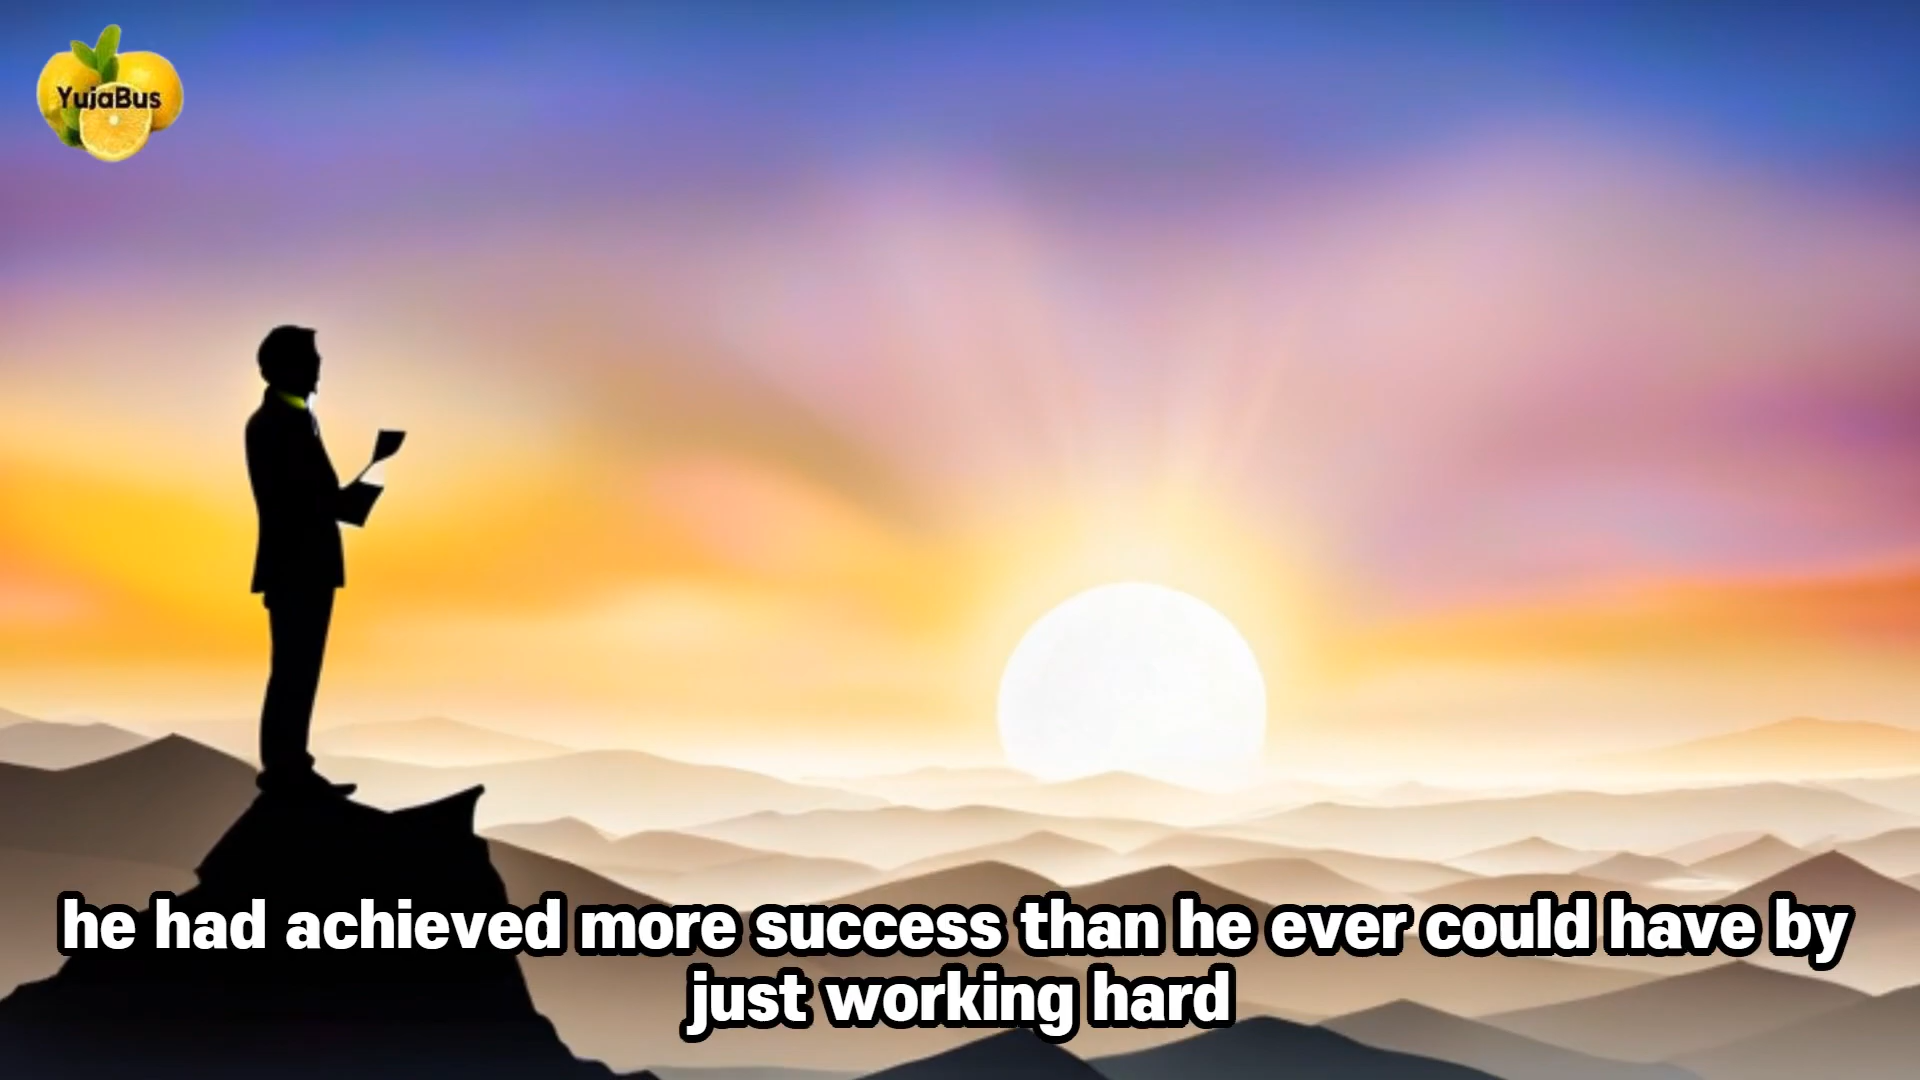 YujaBus
he had achieved more success than he ever could have by
just working hard